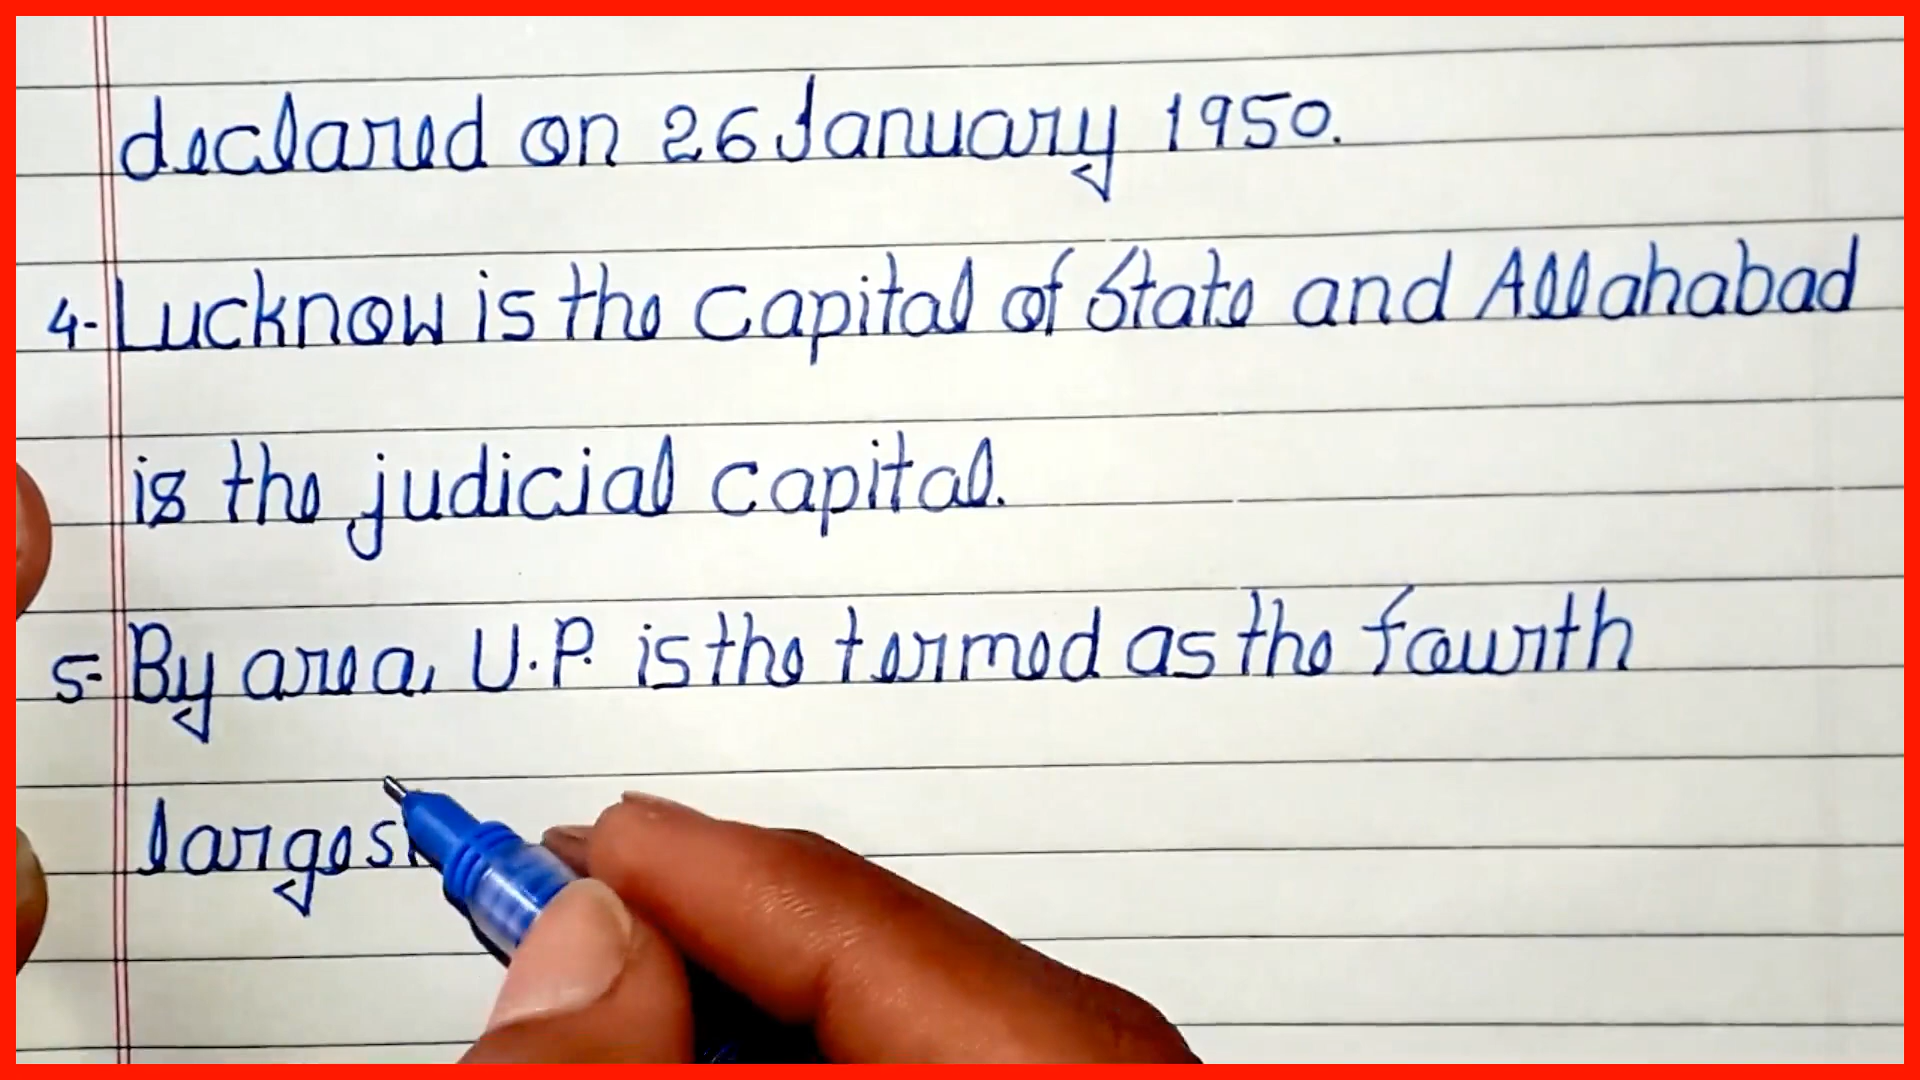 declared on 26 January 1950.
4- Lucknow is the capital of State and Allahabad
is the judicial capital.
5- By area, U.P. is the termed as the fourth
largest